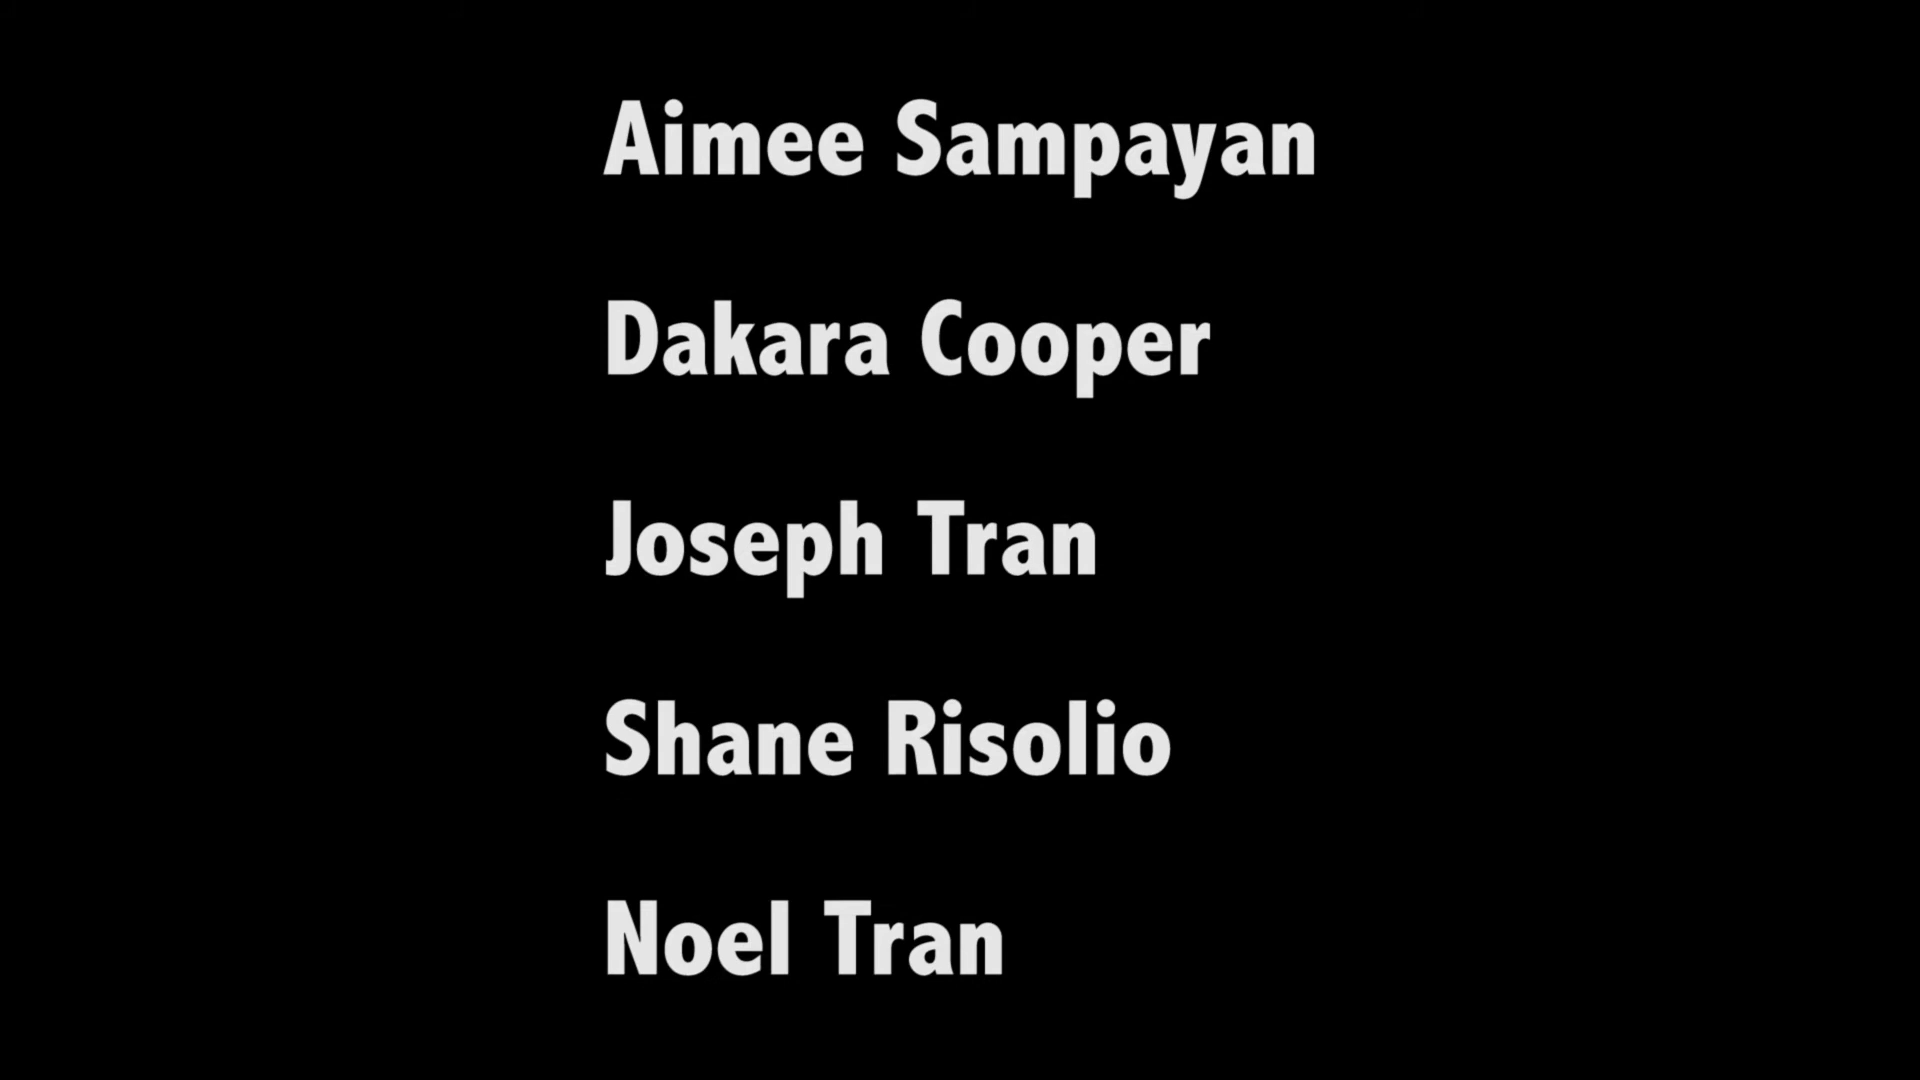 Aimee Sampayan
Dakara Cooper
Joseph Tran
Shane Risolio
Noel Tran